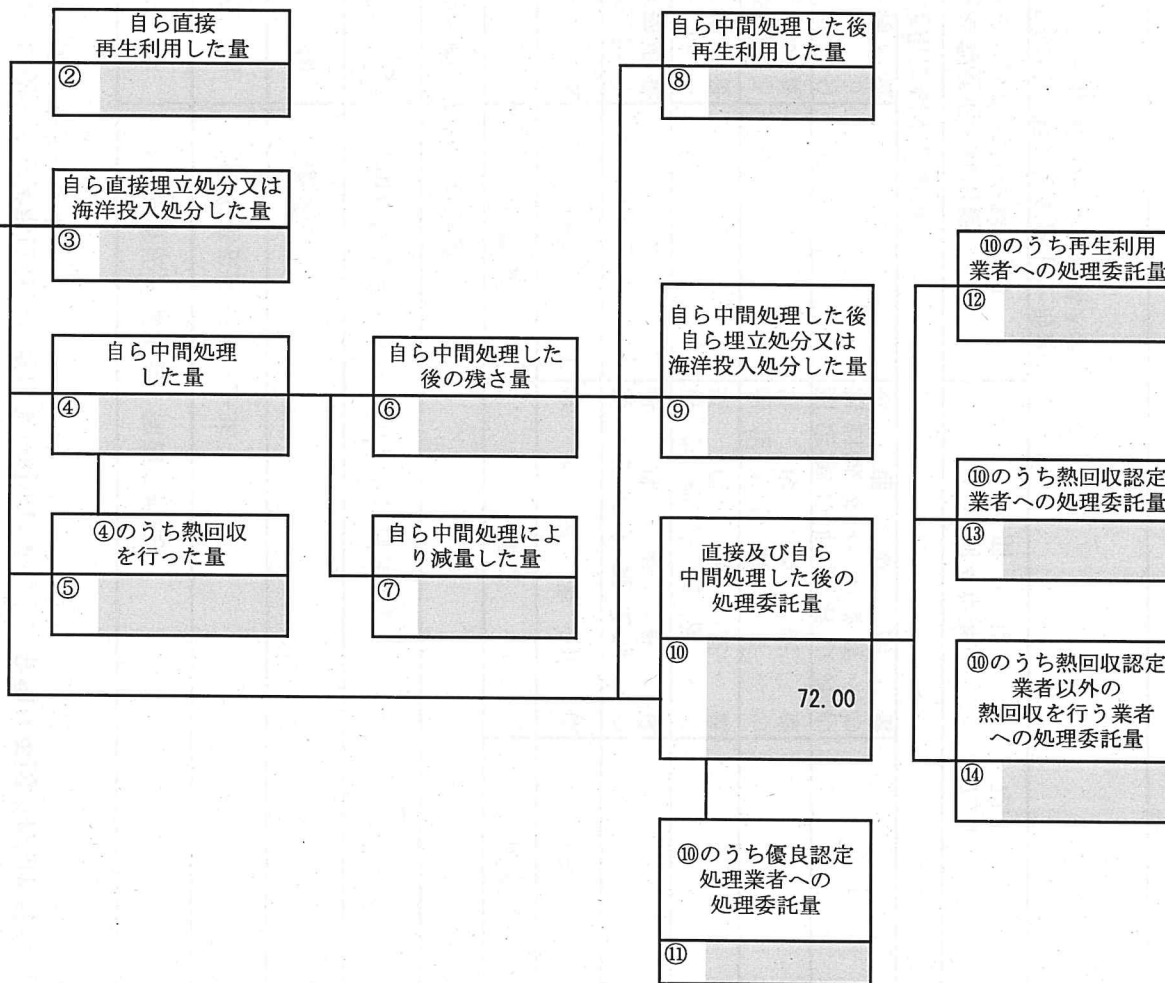 自ら直接
再生利用した量
②
自ら直接埋立処分又は
海洋投入処分した量
③
自ら中間処理
した量
④
④のうち熱回収
を行った量
⑤
自ら中間処理した
後の残さ量
⑥
自ら中間処理によ
り減量した量
⑦
自ら中間処理した後
再生利用した量
⑧
自ら中間処理した後
自ら埋立処分又は
海洋投入処分した量
⑨
直接及び自ら
中間処理した後の
処理委託量
⑩
72.00
⑩のうち優良認定
処理業者への
処理委託量
⑪
⑩のうち再生利用
業者への処理委託量
⑫
⑩のうち熱回収認定
業者への処理委託量
⑬
⑩のうち熱回収認定
業者以外の
熱回収を行う業者
への処理委託量
⑭